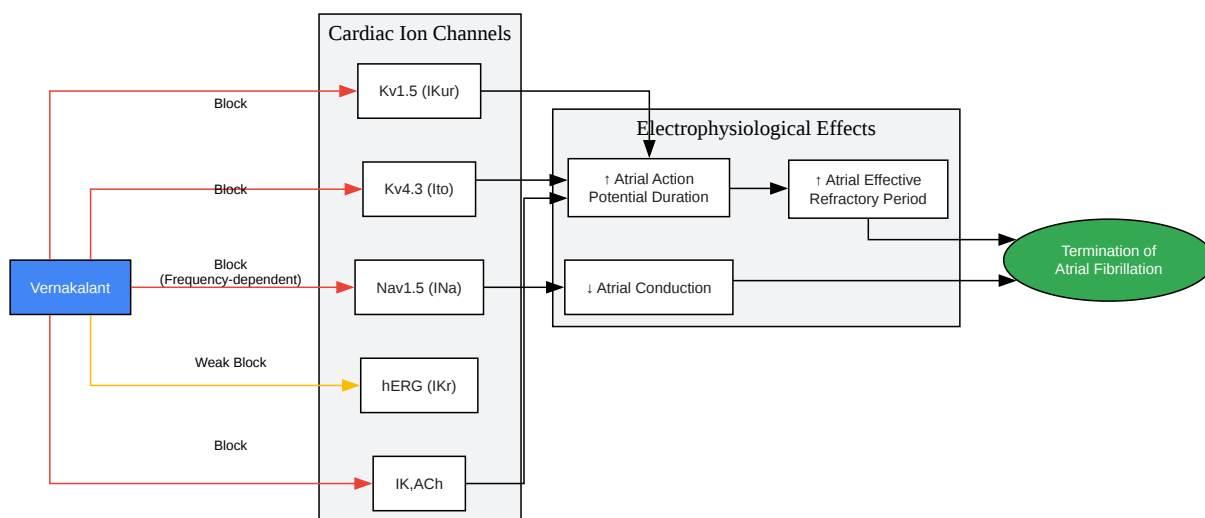 Cardiac Ion Channels
Kv1.5 (IKur)
Block
Electrophysiological Effects
Kv4.3 (Ito)
Block
↑ Atrial Action
Potential Duration
↑ Atrial Effective
Refractory Period
Termination of
Atrial Fibrillation
Vernakalant
Block
(Frequency-dependent)
Nav1.5 (INa)
↓ Atrial Conduction
Weak Block
hERG (IKr)
Block
IK,ACh